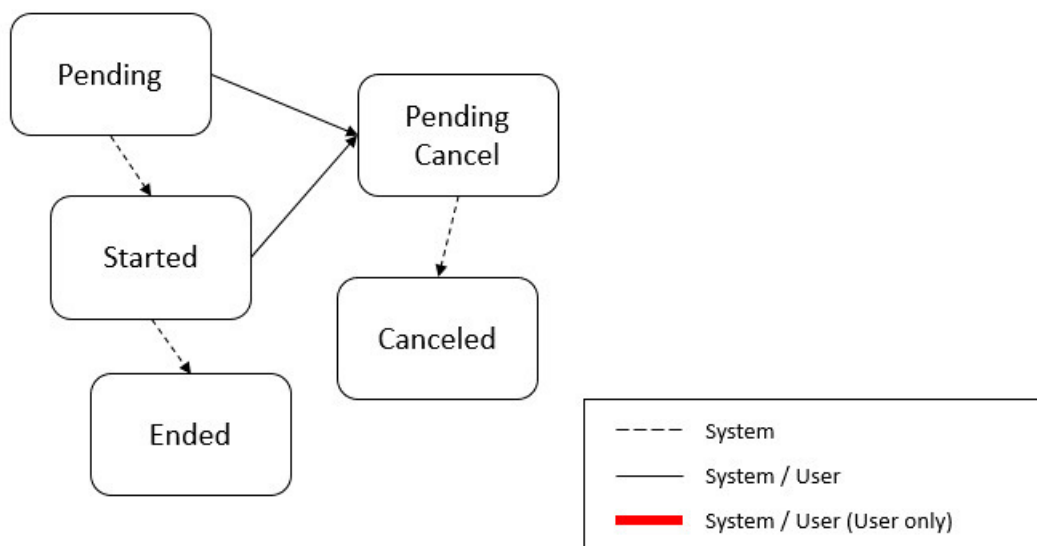 Pending
Pending
Cancel
Started
Canceled
Ended
System
System / User
System / User (User only)